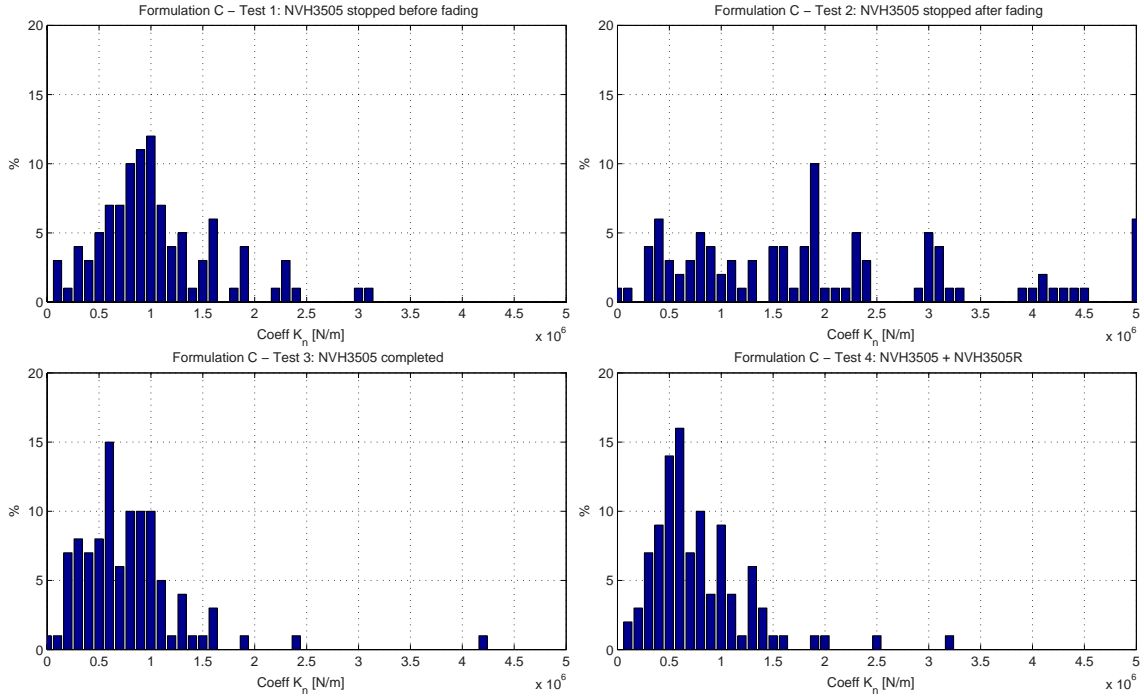 Formulation C − Test 1: NVH3505 stopped before fading
20
15
10
5
0
%
0 0.5 1 1.5 2 2.5 3 3.5 4 4.5 5
Coeff K_n [N/m]
x 10^6
Formulation C − Test 2: NVH3505 stopped after fading
20
15
10
5
0
%
0 0.5 1 1.5 2 2.5 3 3.5 4 4.5 5
Coeff K_n [N/m]
x 10^6
Formulation C − Test 3: NVH3505 completed
20
15
10
5
0
%
0 0.5 1 1.5 2 2.5 3 3.5 4 4.5 5
Coeff K_n [N/m]
x 10^6
Formulation C − Test 4: NVH3505 + NVH3505R
20
15
10
5
0
%
0 0.5 1 1.5 2 2.5 3 3.5 4 4.5 5
Coeff K_n [N/m]
x 10^6